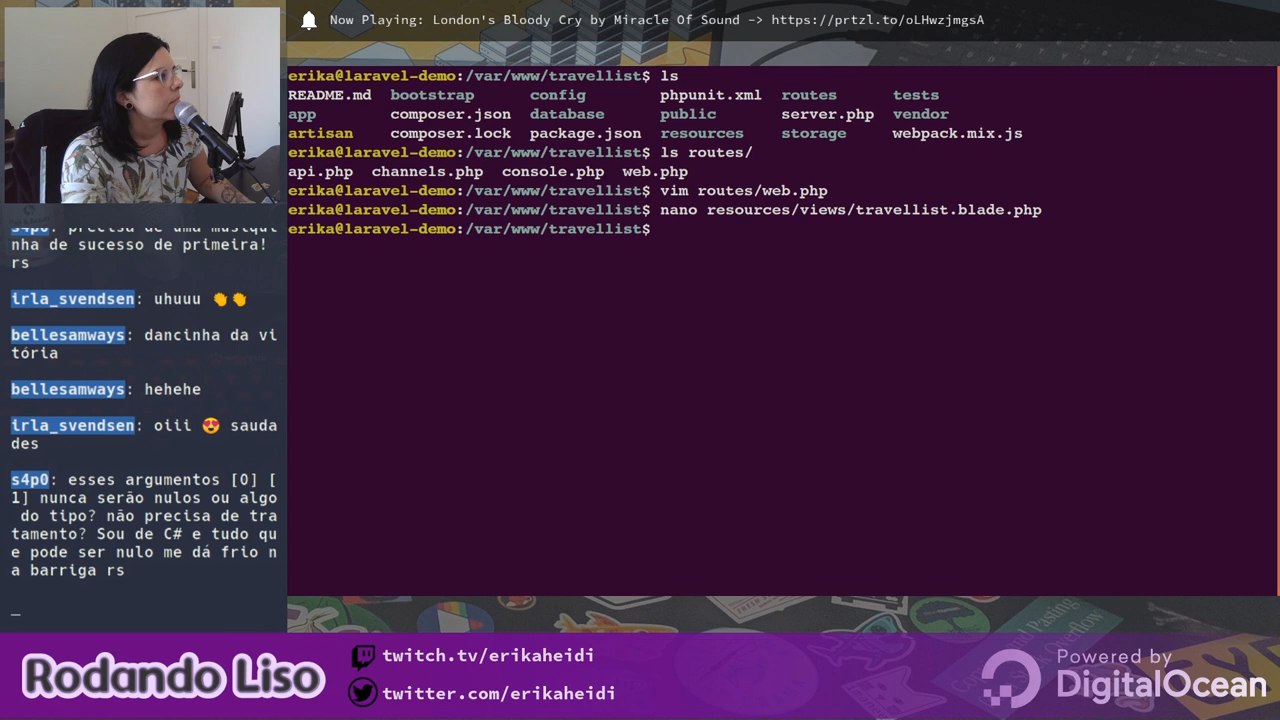 Now Playing: London's Bloody Cry by Miracle Of Sound -> https://prtzl.to/oLHwzjmgsA
erika@laravel-demo:/var/www/travellist$ ls
README.md bootstrap config phpunit.xml routes tests
app composer.json database public server.php vendor
artisan composer.lock package.json resources storage webpack.mix.js
erika@laravel-demo:/var/www/travellist$ ls routes/
api.php channels.php console.php web.php
erika@laravel-demo:/var/www/travellist$ vim routes/web.php
erika@laravel-demo:/var/www/travellist$ nano resources/views/travellist.blade.php
erika@laravel-demo:/var/www/travellist$
s4p0: precisa de uma musiqui
nha de sucesso de primeira!
rs
irla_svendsen: uhuuu 👏👏
bellesamways: dancinha da vi
tória
bellesamways: hehehe
irla_svendsen: oiii 😍 sauda
des
s4p0: esses argumentos [0] [
1] nunca serão nulos ou algo
do tipo? não precisa de tra
tamento? Sou de C# e tudo qu
e pode ser nulo me dá frio n
a barriga rs
_
Rodando Liso
twitch.tv/erikaheidi
twitter.com/erikaheidi
Powered by
DigitalOcean